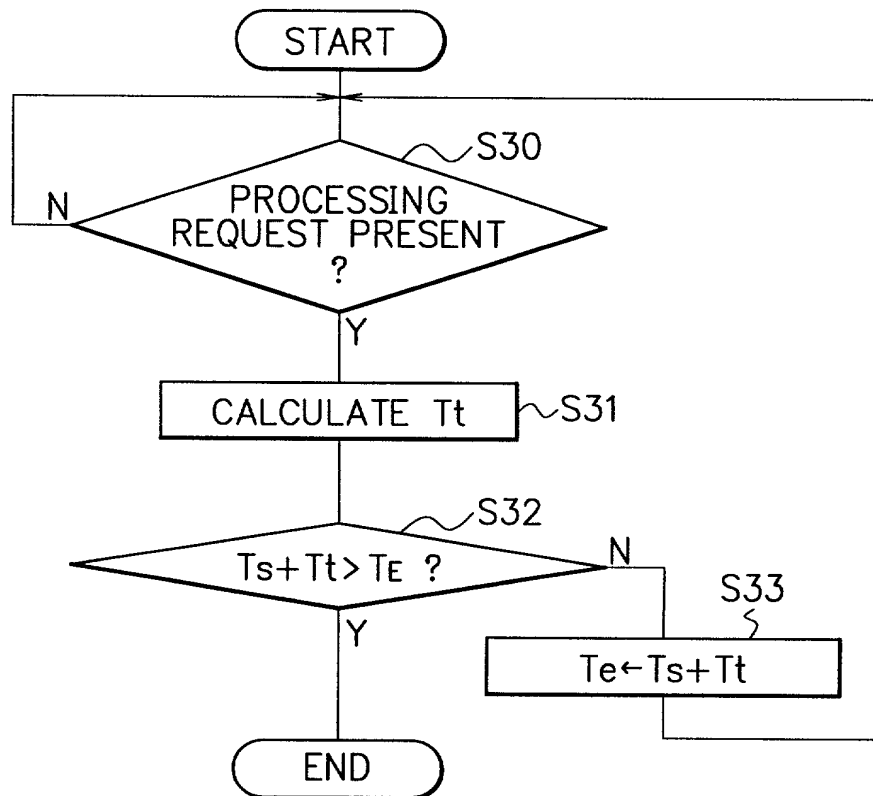 START
S30
N
PROCESSING
REQUEST PRESENT
?
Y
CALCULATE Tt
S31
S32
Ts+Tt>TE ?
N
Y
S33
Te←Ts+Tt
END